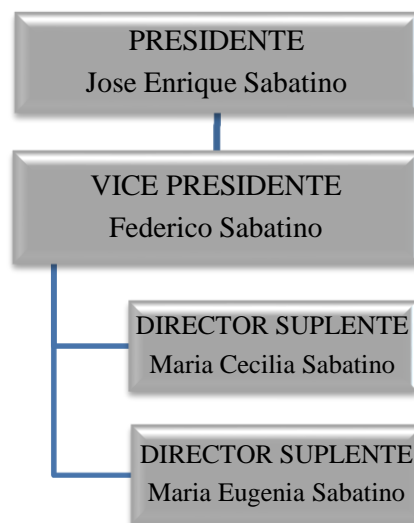 PRESIDENTE
Jose Enrique Sabatino
VICE PRESIDENTE
Federico Sabatino
DIRECTOR SUPLENTE
Maria Cecilia Sabatino
DIRECTOR SUPLENTE
Maria Eugenia Sabatino